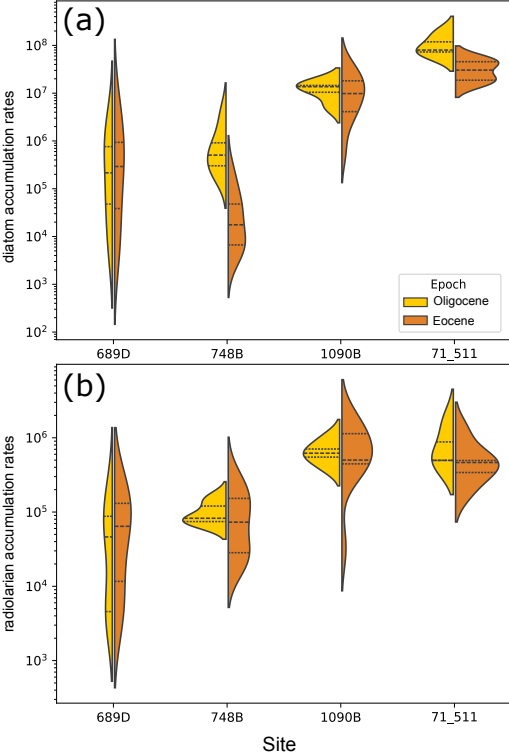 (a)
diatom accumulation rates
10⁸
10⁷
10⁶
10⁵
10⁴
10³
10²
Epoch
Oligocene
Eocene
689D
748B
1090B
71_511
(b)
radiolarian accumulation rates
10⁶
10⁵
10⁴
10³
689D
748B
1090B
71_511
Site